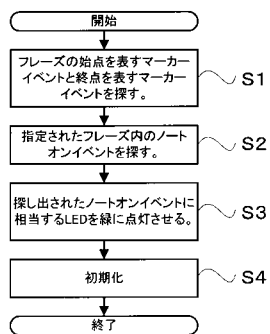 開始
フレーズの始点を表すマーカー
イベントと終点を表すマーカー
イベントを探す。
S1
指定されたフレーズ内のノート
オンイベントを探す。
S2
探し出されたノートオンイベントに
相当するLEDを緑に点灯させる。
S3
初期化
S4
終了